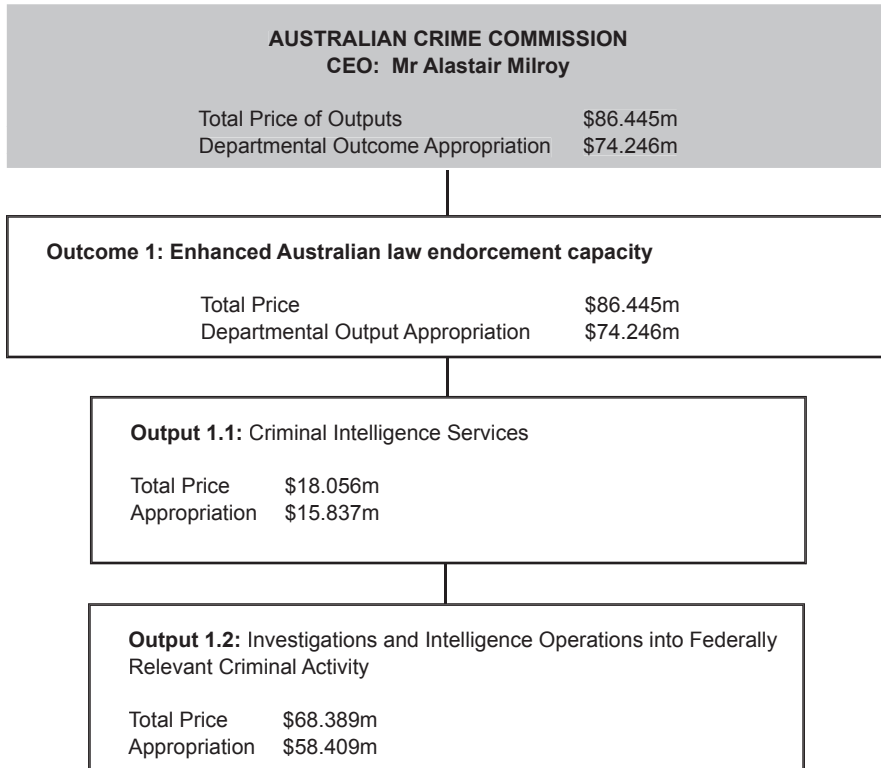 AUSTRALIAN CRIME COMMISSION
CEO: Mr Alastair Milroy
Total Price of Outputs $86.445m
Departmental Outcome Appropriation $74.246m
Outcome 1: Enhanced Australian law endorcement capacity
Total Price $86.445m
Departmental Output Appropriation $74.246m
Output 1.1: Criminal Intelligence Services
Total Price $18.056m
Appropriation $15.837m
Output 1.2: Investigations and Intelligence Operations into Federally
Relevant Criminal Activity
Total Price $68.389m
Appropriation $58.409m